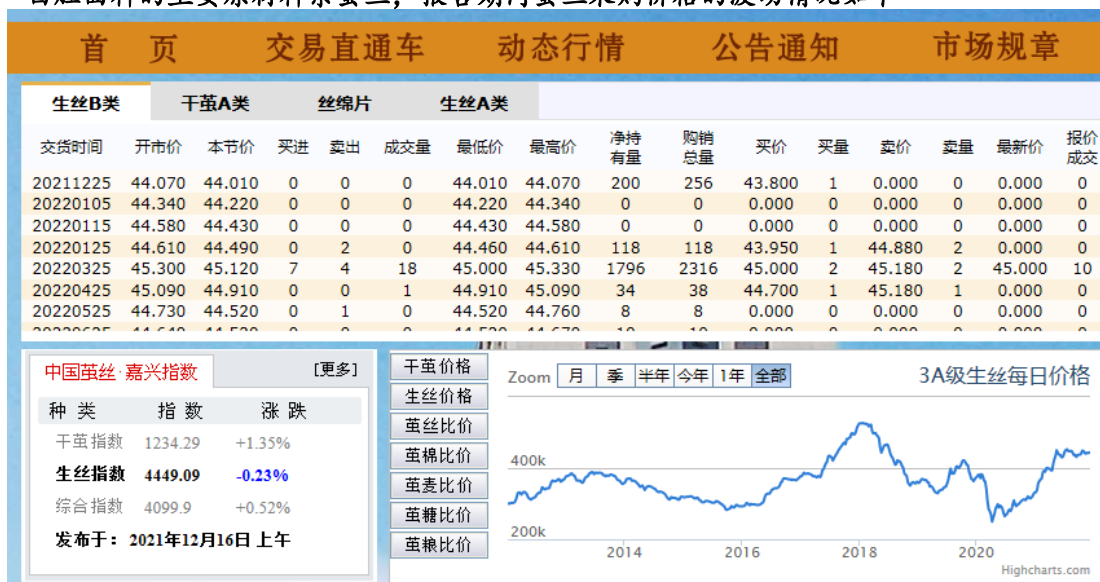 首 页 交易直通车 动态行情 公告通知 市场规章
生丝B类 干茧A类 丝绵片 生丝A类
交货时间 开市价 本节价 买进 卖出 成交量 最低价 最高价 净持有量 购销总量 买价 买量 卖价 卖量 最新价 报价成交
20211225 44.070 44.010 0 0 0 44.010 44.070 200 256 43.800 1 0.000 0 0.000 0
20220105 44.340 44.220 0 0 0 44.220 44.340 0 0 0.000 0 0.000 0 0.000 0
20220115 44.580 44.430 0 0 0 44.430 44.580 0 0 0.000 0 0.000 0 0.000 0
20220125 44.610 44.490 0 2 0 44.460 44.610 118 118 43.950 1 44.880 2 0.000 0
20220325 45.300 45.120 7 4 18 45.000 45.330 1796 2316 45.000 2 45.180 2 45.000 10
20220425 45.090 44.910 0 0 1 44.910 45.090 34 38 44.700 1 45.180 1 0.000 0
20220525 44.730 44.520 0 1 0 44.520 44.760 8 8 0.000 0 0.000 0 0.000 0
中国茧丝·嘉兴指数 [更多]
种 类 指 数 涨 跌
干茧指数 1234.29 +1.35%
生丝指数 4449.09 -0.23%
综合指数 4099.9 +0.52%
发布于： 2021年12月16日 上午
干茧价格
生丝价格
茧丝比价
茧棉比价
茧麦比价
茧糖比价
茧粮比价
Zoom 月 季 半年 今年 1年 全部 3A级生丝每日价格
400k
200k
2014 2016 2018 2020
Highcharts.com